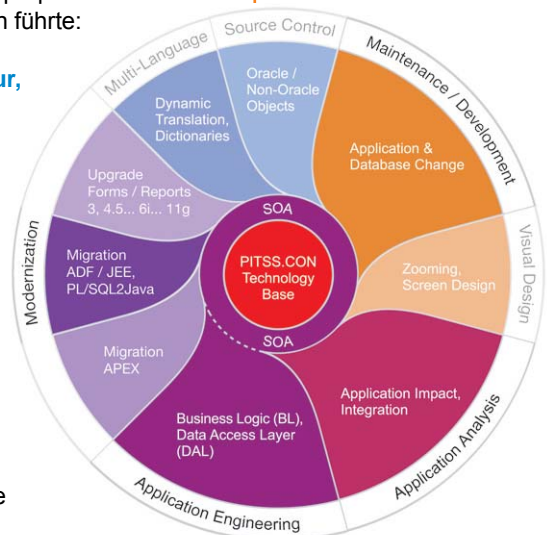 n führte:
ur,
e
Multi-Language
Source Control
Maintenance / Development
Visual Design
Application Analysis
Application Engineering
Modernization
Oracle /
Non-Oracle
Objects
Dynamic
Translation,
Dictionaries
Application &
Database Change
Upgrade
Forms / Reports
3, 4.5... 6i... 11g
SOA
PITSS.CON
Technology
Base
SOA
Zooming,
Screen Design
Migration
ADF / JEE,
PL/SQL2Java
Migration
APEX
Application Impact,
Integration
Business Logic (BL),
Data Access Layer
(DAL)